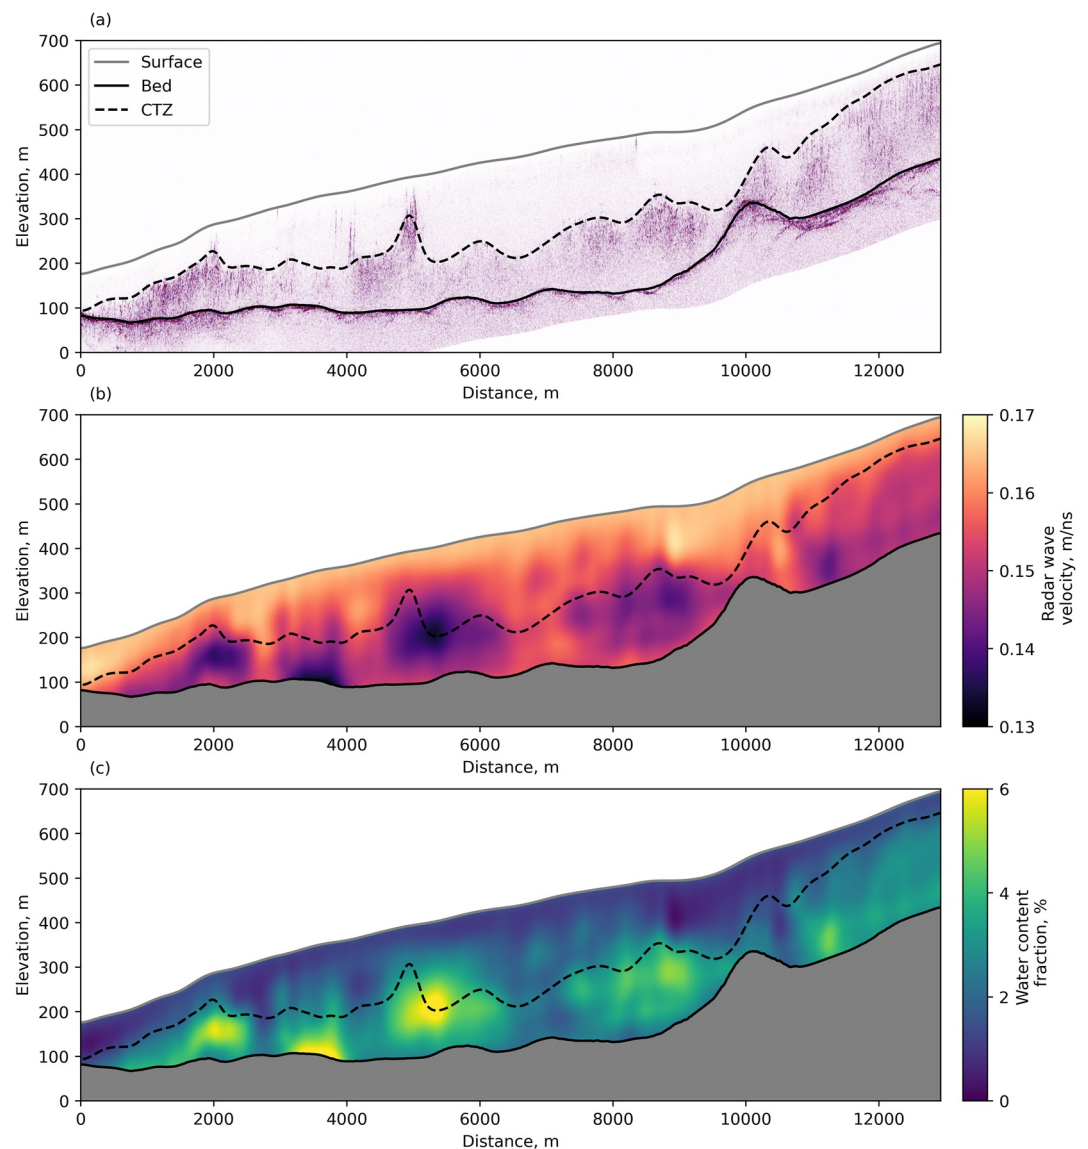 (a)
700
600
500
400
300
200
100
0
Elevation, m
Surface
Bed
CTZ
0 2000 4000 6000 8000 10000 12000
Distance, m
(b)
700
600
500
400
300
200
100
0
Elevation, m
0 2000 4000 6000 8000 10000 12000
Distance, m
0.17
0.16
0.15
0.14
0.13
Radar wave
velocity, m/ns
(c)
700
600
500
400
300
200
100
0
Elevation, m
0 2000 4000 6000 8000 10000 12000
Distance, m
6
4
2
0
Water content
fraction, %